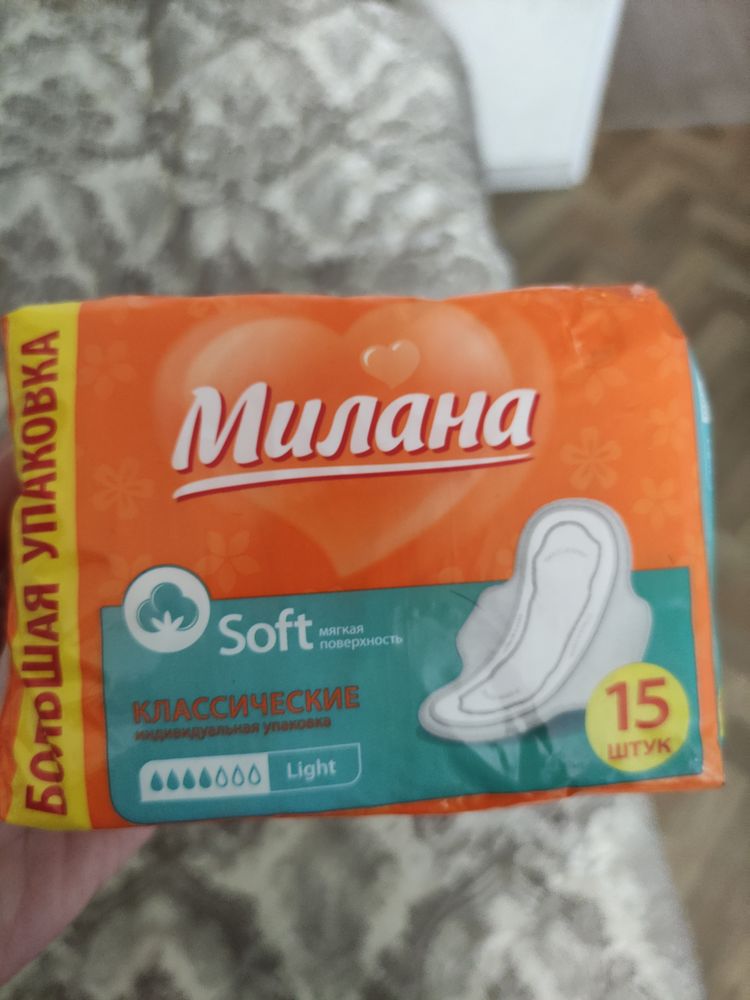 БОЛЬШАЯ УПАКОВКА
Милана
Soft
мягкая
поверхность
КЛАССИЧЕСКИЕ
индивидуальная упаковка
Light
15
ШТУК